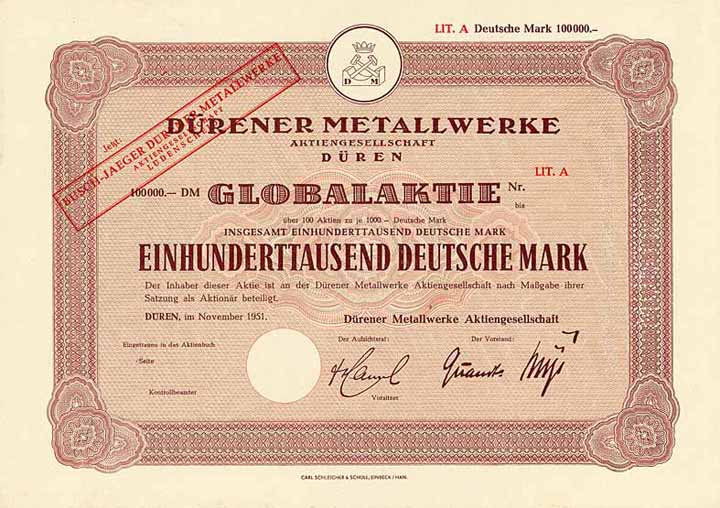 LIT. A Deutsche Mark 100000.–
D M
Jetzt:
BUSCH-JAEGER DÜRENER METALLWERKE
AKTIENGESELLSCHAFT
LÜDENSCHEID
DÜRENER METALLWERKE
AKTIENGESELLSCHAFT
DÜREN
LIT. A
100000.— DM GLOBALAKTIE Nr.
bis
über 100 Aktien zu je 1000.– Deutsche Mark
INSGESAMT EINHUNDERTTAUSEND DEUTSCHE MARK
EINHUNDERTTAUSEND DEUTSCHE MARK
Der Inhaber dieser Aktie ist an der Dürener Metallwerke Aktiengesellschaft nach Maßgabe ihrer
Satzung als Aktionär beteiligt.
DÜREN, im November 1951. Dürener Metallwerke Aktiengesellschaft
Eingetragen in das Aktienbuch Der Aufsichtsrat: Der Vorstand:
Seite
Quandt
Kontrollbeamter Vorsitzer
CARL SCHLEICHER & SCHÜLL, EINBECK / HAN.